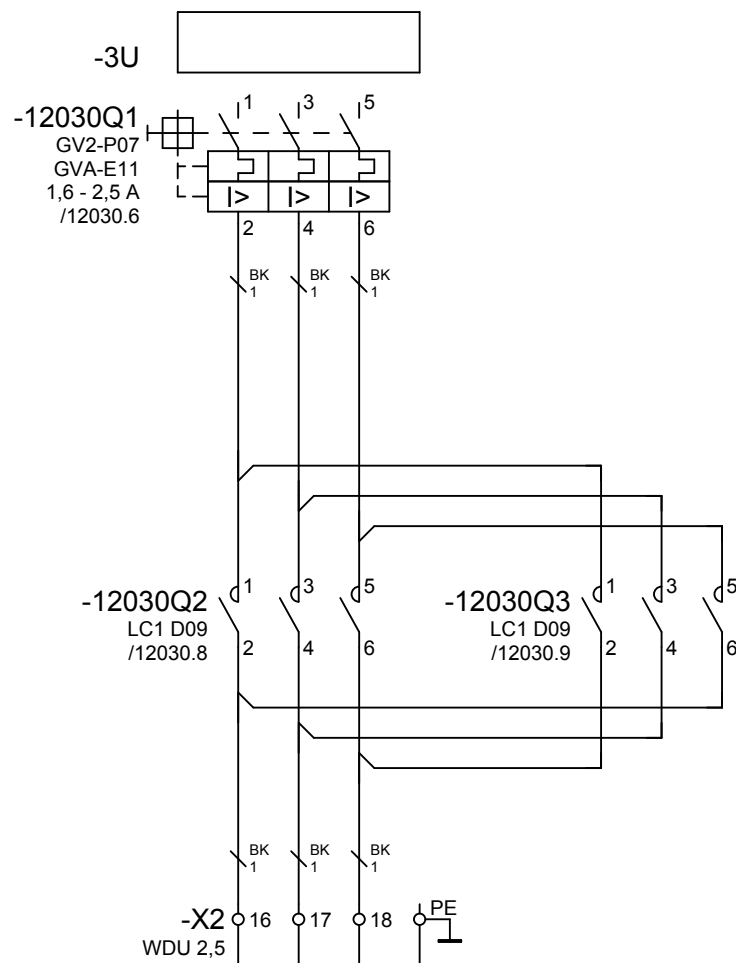 -3U
1 3 5
-12030Q1
GV2-P07
GVA-E11
1,6 - 2,5 A
/12030.6
I> I> I>
2 4 6
BK BK BK
1 1 1
-12030Q2
LC1 D09
/12030.8
1 3 5
2 4 6
-12030Q3
LC1 D09
/12030.9
1 3 5
2 4 6
BK BK BK
1 1 1
-X2
WDU 2,5
16 17 18 PE